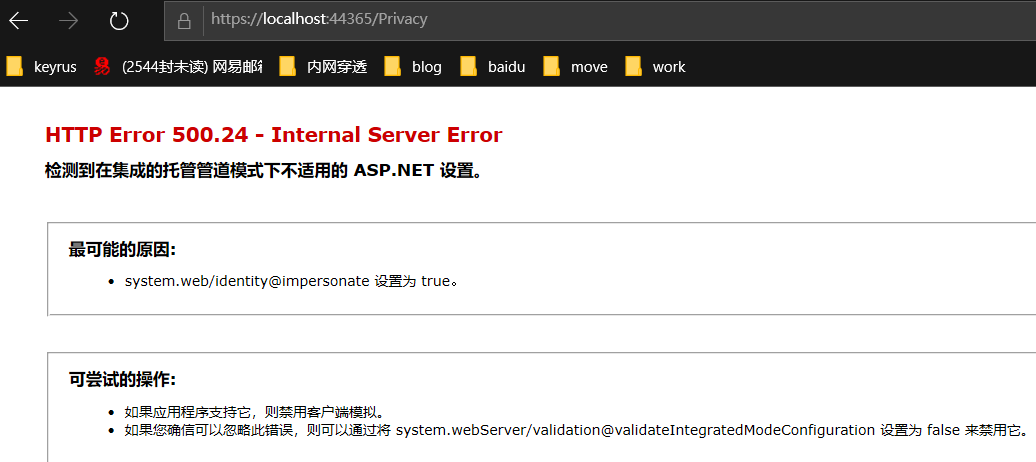 https://localhost:44365/Privacy
keyrus (2544封未读) 网易邮箱 内网穿透 blog baidu move work
HTTP Error 500.24 - Internal Server Error
检测到在集成的托管管道模式下不适用的 ASP.NET 设置。
最可能的原因:
• system.web/identity@impersonate 设置为 true。
可尝试的操作:
• 如果应用程序支持它，则禁用客户端模拟。
• 如果您确信可以忽略此错误，则可以通过将 system.webServer/validation@validateIntegratedModeConfiguration 设置为 false 来禁用它。